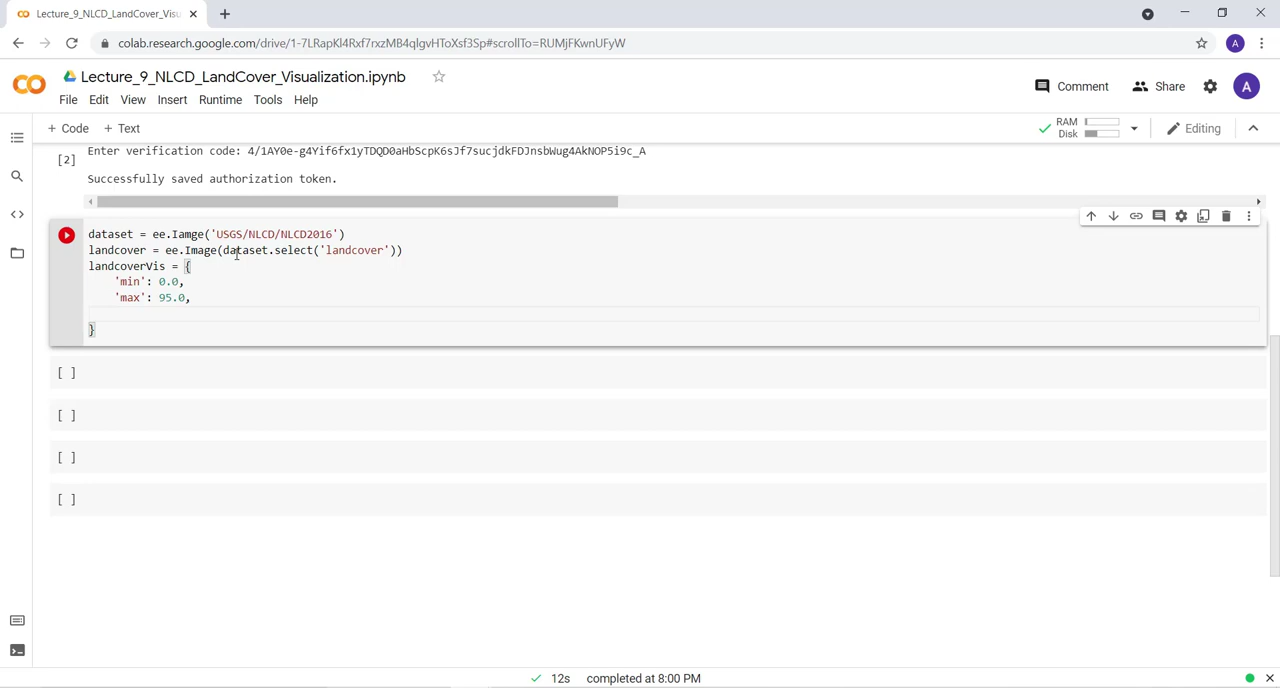 Lecture_9_NLCD_LandCover_Visu
colab.research.google.com/drive/1-7LRapKl4Rxf7rxzMB4qlgvHToXsf3Sp#scrollTo=RUMjFKwnUFyW
A
CO
Lecture_9_NLCD_LandCover_Visualization.ipynb
Comment
Share
A
File Edit View Insert Runtime Tools Help
+ Code + Text
RAM
Disk
Editing
Enter verification code: 4/1AY0e-g4Yif6fx1yTDQD0aHbScpK6sJf7sucjdkFDJnsbWug4AkNOP5i9c_A
[2]
Successfully saved authorization token.
dataset = ee.Iamge('USGS/NLCD/NLCD2016')
landcover = ee.Image(dataset.select('landcover'))
landcoverVis = {
'min': 0.0,
'max': 95.0,
}
[ ]
[ ]
[ ]
[ ]
12s completed at 8:00 PM